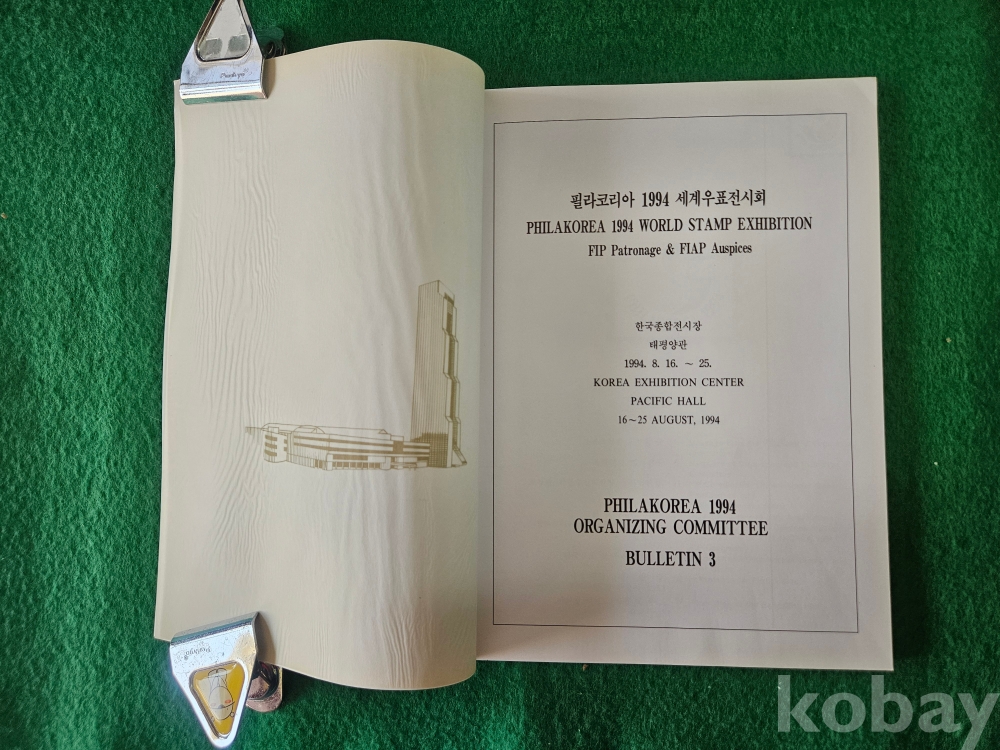 필라코리아 1994 세계우표전시회
PHILAKOREA 1994 WORLD STAMP EXHIBITION
FIP Patronage & FIAP Auspices
한국종합전시장
태평양관
1994. 8. 16. ~ 25.
KOREA EXHIBITION CENTER
PACIFIC HALL
16~25 AUGUST, 1994
PHILAKOREA 1994
ORGANIZING COMMITTEE
BULLETIN 3
kobay